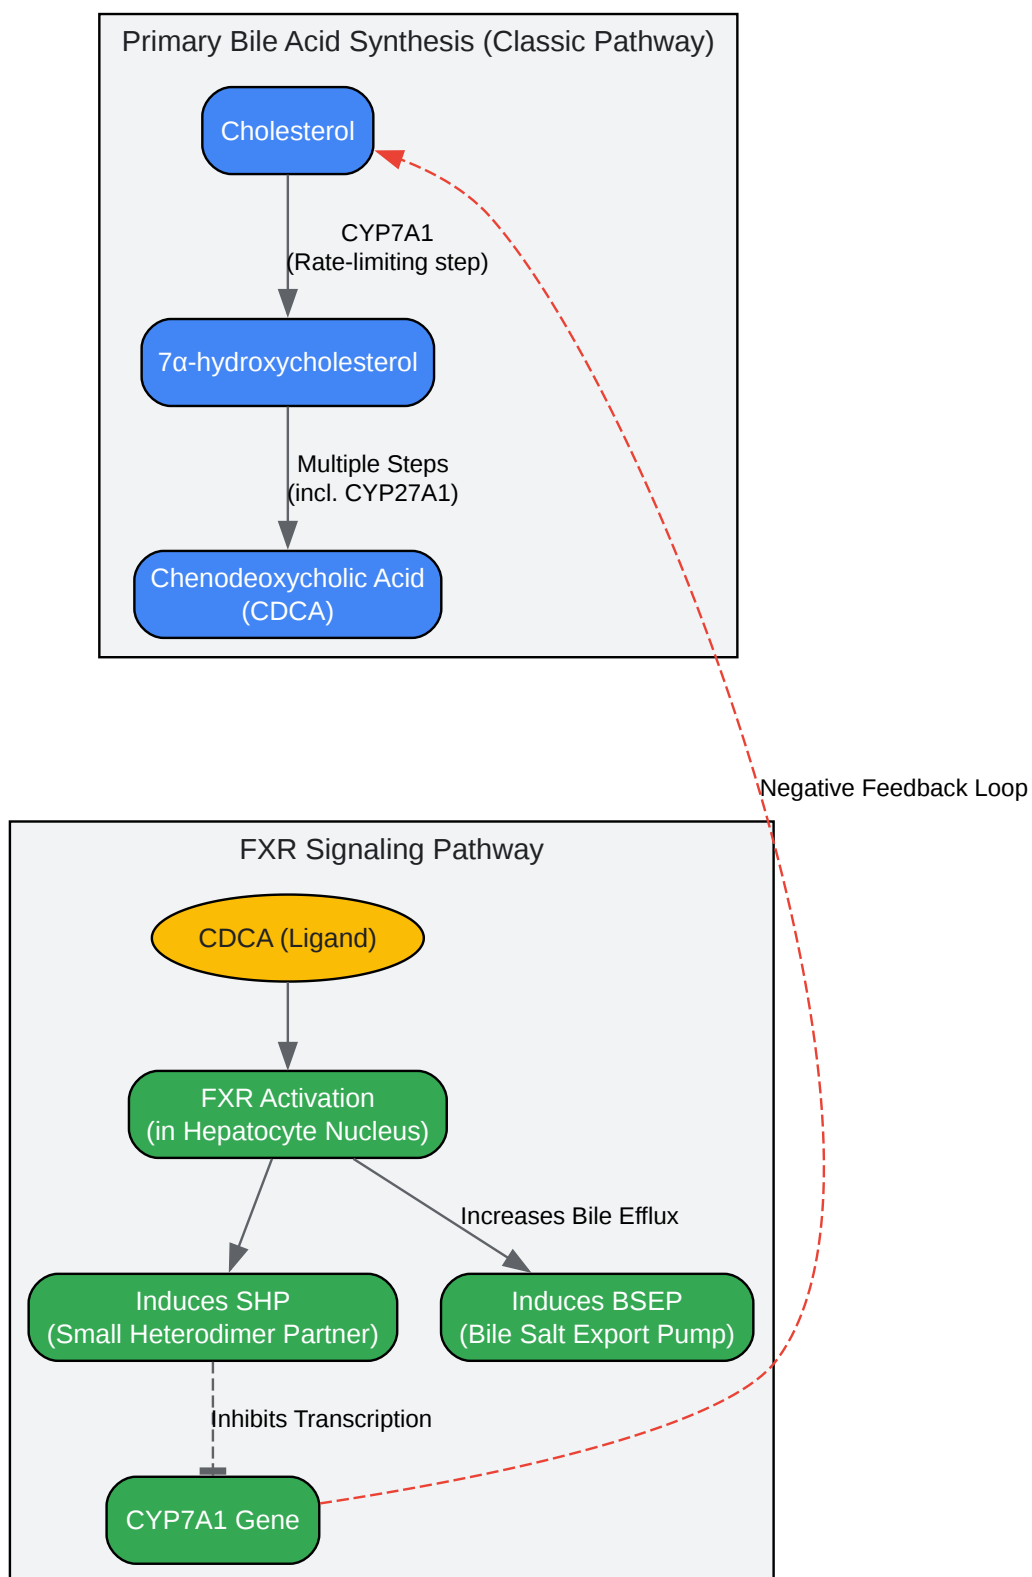 Primary Bile Acid Synthesis (Classic Pathway)
Cholesterol
CYP7A1
(Rate-limiting step)
7α-hydroxycholesterol
Multiple Steps
(incl. CYP27A1)
Chenodeoxycholic Acid
(CDCA)
Negative Feedback Loop
FXR Signaling Pathway
CDCA (Ligand)
FXR Activation
(in Hepatocyte Nucleus)
Increases Bile Efflux
Induces SHP
(Small Heterodimer Partner)
Induces BSEP
(Bile Salt Export Pump)
Inhibits Transcription
CYP7A1 Gene